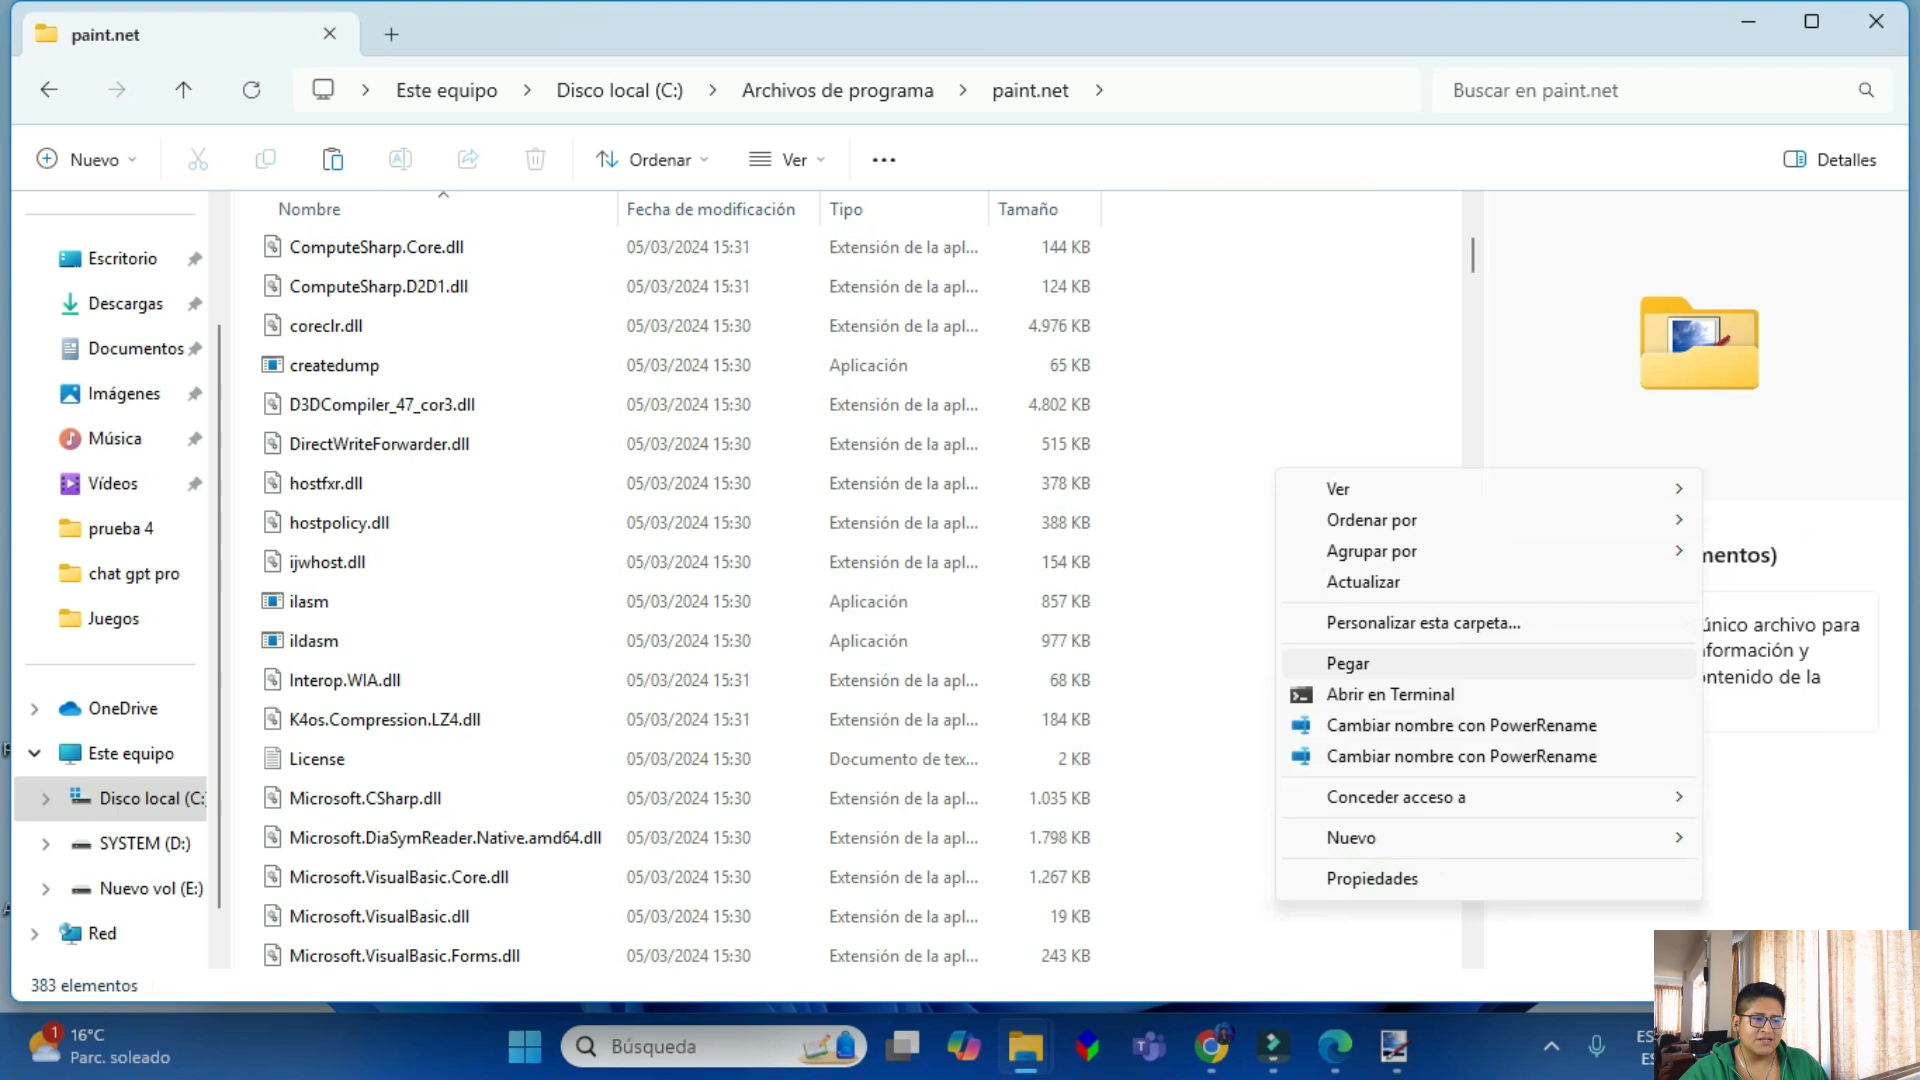 paint.net
Este equipo
Disco local (C:)
Archivos de programa
paint.net
Buscar en paint.net
Nuevo
Ordenar
Ver
Detalles
Nombre
Fecha de modificación
Tipo
Tamaño
ComputeSharp.Core.dll 05/03/2024 15:31 Extensión de la apl... 144 KB
ComputeSharp.D2D1.dll 05/03/2024 15:31 Extensión de la apl... 124 KB
coreclr.dll 05/03/2024 15:30 Extensión de la apl... 4.976 KB
createdump 05/03/2024 15:30 Aplicación 65 KB
D3DCompiler_47_cor3.dll 05/03/2024 15:30 Extensión de la apl... 4.802 KB
DirectWriteForwarder.dll 05/03/2024 15:30 Extensión de la apl... 515 KB
hostfxr.dll 05/03/2024 15:30 Extensión de la apl... 378 KB
hostpolicy.dll 05/03/2024 15:30 Extensión de la apl... 388 KB
ijwhost.dll 05/03/2024 15:30 Extensión de la apl... 154 KB
ilasm 05/03/2024 15:30 Aplicación 857 KB
ildasm 05/03/2024 15:30 Aplicación 977 KB
Interop.WIA.dll 05/03/2024 15:31 Extensión de la apl... 68 KB
K4os.Compression.LZ4.dll 05/03/2024 15:31 Extensión de la apl... 184 KB
License 05/03/2024 15:30 Documento de tex... 2 KB
Microsoft.CSharp.dll 05/03/2024 15:30 Extensión de la apl... 1.035 KB
Microsoft.DiaSymReader.Native.amd64.dll 05/03/2024 15:30 Extensión de la apl... 1.798 KB
Microsoft.VisualBasic.Core.dll 05/03/2024 15:30 Extensión de la apl... 1.267 KB
Microsoft.VisualBasic.dll 05/03/2024 15:30 Extensión de la apl... 19 KB
Microsoft.VisualBasic.Forms.dll 05/03/2024 15:30 Extensión de la apl... 243 KB
Escritorio
Descargas
Documentos
Imágenes
Música
Vídeos
prueba 4
chat gpt pro
Juegos
OneDrive
Este equipo
Disco local (C:
SYSTEM (D:)
Nuevo vol (E:)
Red
383 elementos
Ver
Ordenar por
Agrupar por
Actualizar
Personalizar esta carpeta...
Pegar
Abrir en Terminal
Cambiar nombre con PowerRename
Cambiar nombre con PowerRename
Conceder acceso a
Nuevo
Propiedades
mentos)
único archivo para
formación y
ntenido de la
1
16°C
Parc. soleado
Búsqueda
ES
ES